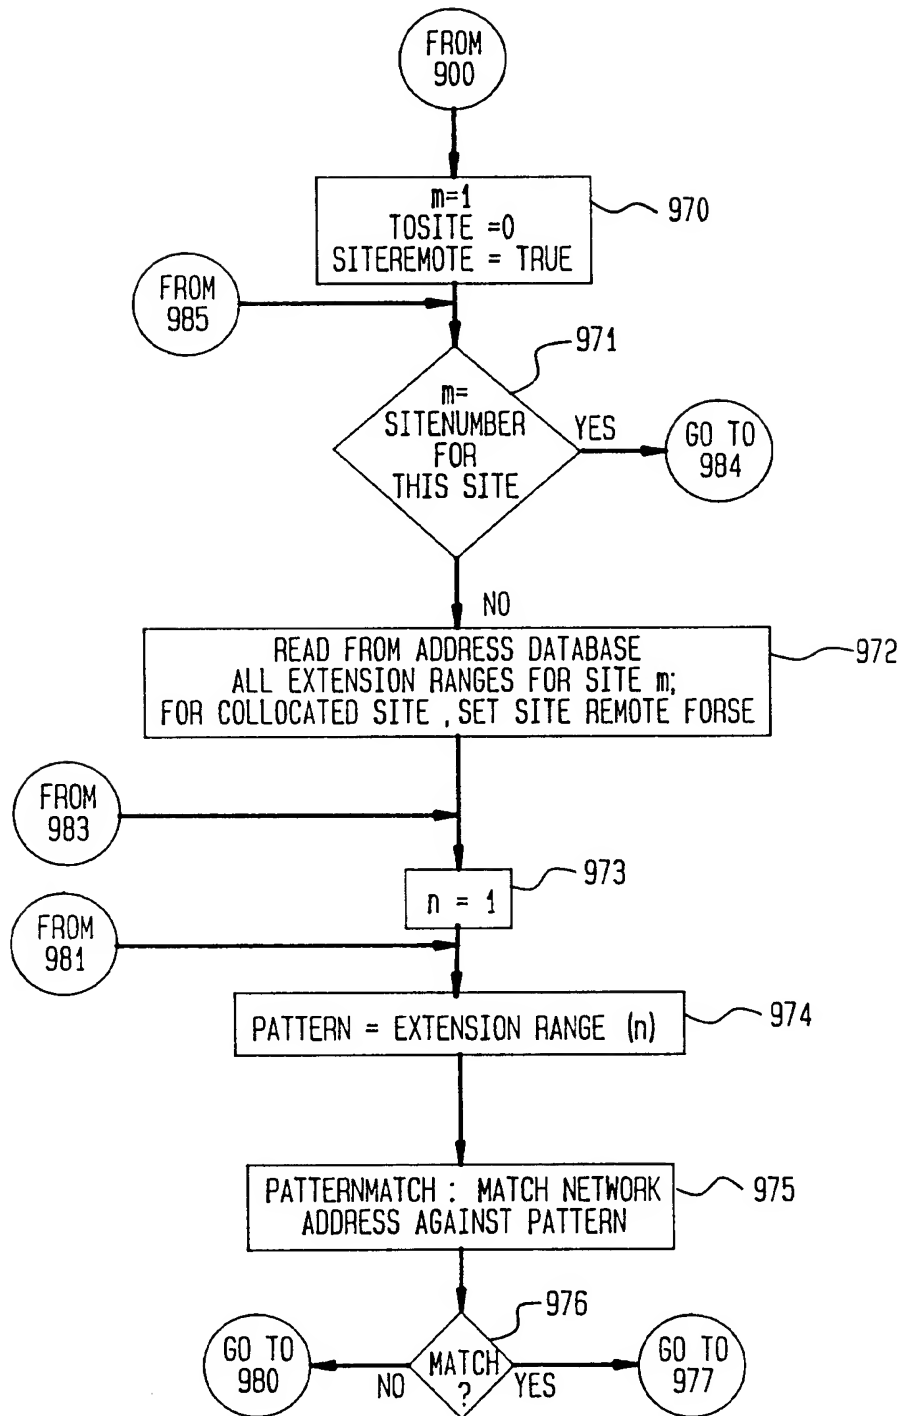 FROM
900
m=1
TOSITE =0
SITEREMOTE = TRUE
970
FROM
985
971
m=
SITENUMBER
FOR
THIS SITE
YES
GO TO
984
NO
READ FROM ADDRESS DATABASE
ALL EXTENSION RANGES FOR SITE m;
FOR COLLOCATED SITE , SET SITE REMOTE FORSE
972
FROM
983
n = 1
973
FROM
981
PATTERN = EXTENSION RANGE (n)
974
PATTERNMATCH : MATCH NETWORK
ADDRESS AGAINST PATTERN
975
976
MATCH
?
GO TO
980
NO
YES
GO TO
977